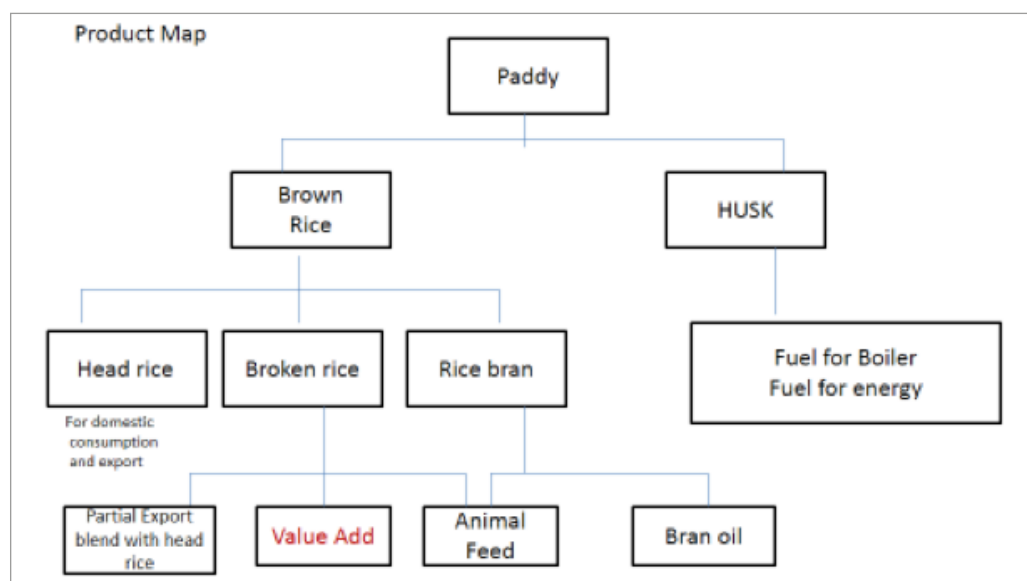 Product Map
Paddy
Brown
Rice
HUSK
Head rice
Broken rice
Rice bran
Fuel for Boiler
Fuel for energy
For domestic
consumption
and export
Partial Export
blend with head
rice
Value Add
Animal
Feed
Bran oil